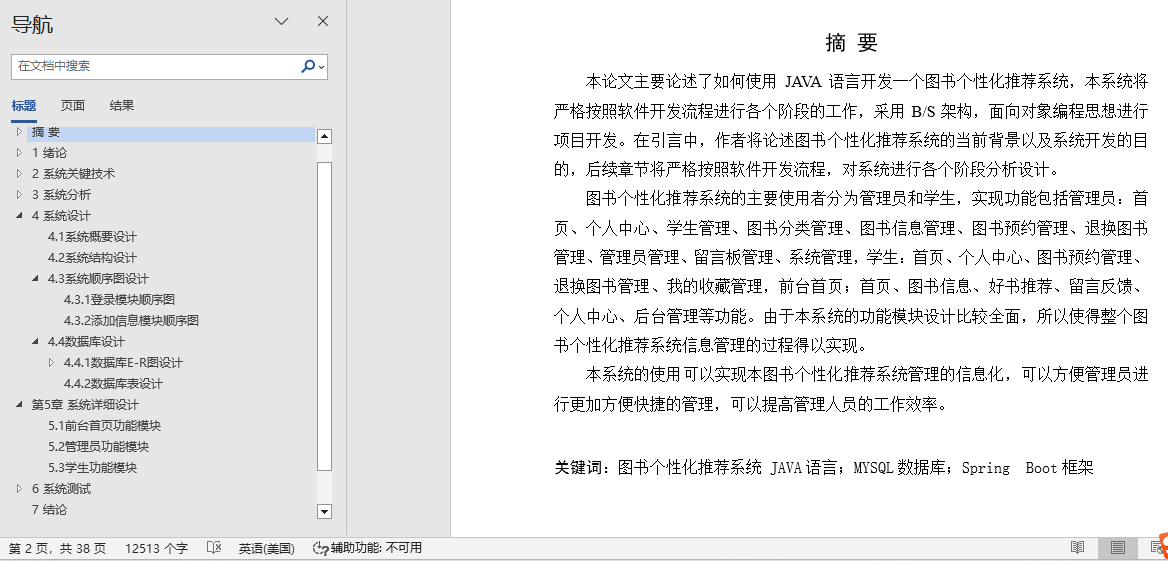 导航
在文档中搜索
标题 页面 结果
摘 要
1 绪论
2 系统关键技术
3 系统分析
4 系统设计
4.1系统概要设计
4.2系统结构设计
4.3系统顺序图设计
4.3.1登录模块顺序图
4.3.2添加信息模块顺序图
4.4数据库设计
4.4.1数据库E-R图设计
4.4.2数据库表设计
第5章 系统详细设计
5.1前台首页功能模块
5.2管理员功能模块
5.3学生功能模块
6 系统测试
7 结论
摘 要
本论文主要论述了如何使用 JAVA 语言开发一个图书个性化推荐系统，本系统将
严格按照软件开发流程进行各个阶段的工作，采用 B/S 架构，面向对象编程思想进行
项目开发。在引言中，作者将论述图书个性化推荐系统的当前背景以及系统开发的目
的，后续章节将严格按照软件开发流程，对系统进行各个阶段分析设计。
图书个性化推荐系统的主要使用者分为管理员和学生，实现功能包括管理员：首
页、个人中心、学生管理、图书分类管理、图书信息管理、图书预约管理、退换图书
管理、管理员管理、留言板管理、系统管理，学生：首页、个人中心、图书预约管理、
退换图书管理、我的收藏管理，前台首页；首页、图书信息、好书推荐、留言反馈、
个人中心、后台管理等功能。由于本系统的功能模块设计比较全面，所以使得整个图
书个性化推荐系统信息管理的过程得以实现。
本系统的使用可以实现本图书个性化推荐系统管理的信息化，可以方便管理员进
行更加方便快捷的管理，可以提高管理人员的工作效率。
关键词：图书个性化推荐系统 JAVA 语言；MYSQL 数据库；Spring Boot 框架
第 2 页，共 38 页 12513 个字 英语(美国) 辅助功能: 不可用